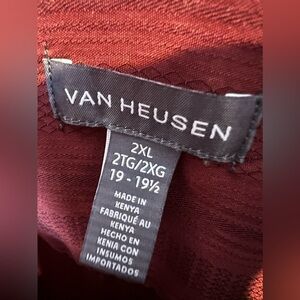 VAN HEUSEN
2XL
2TG/2XG
19 - 19½
MADE IN
KENYA
FABRIQUÉ AU
KENYA
HECHO EN
KENIA CON
INSUMOS
IMPORTADOS